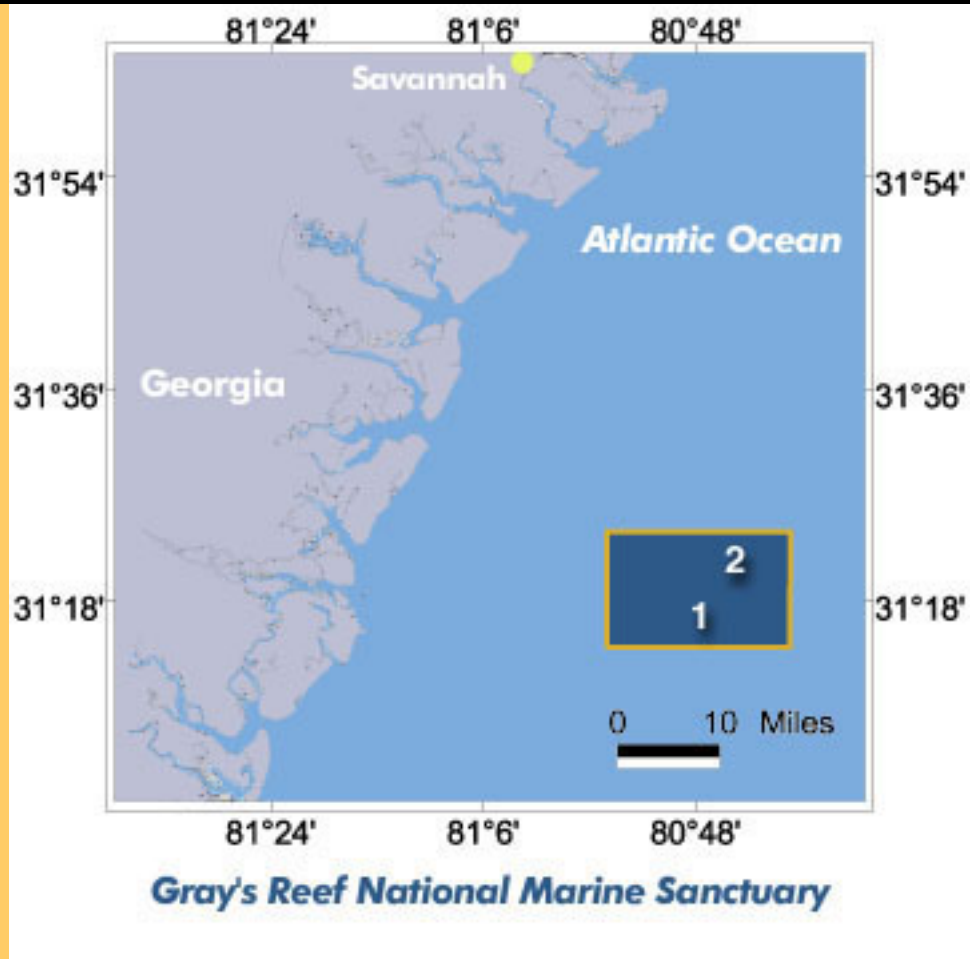 81°24' 81°6' 80°48'
Savannah
31°54' 31°54'
Atlantic Ocean
Georgia
31°36' 31°36'
2
31°18' 1 31°18'
0 10 Miles
81°24' 81°6' 80°48'
Gray's Reef National Marine Sanctuary